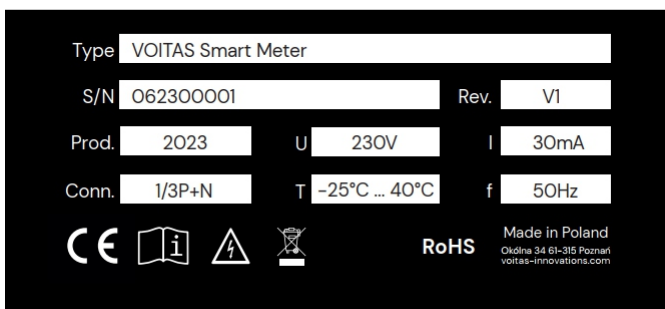 Type VOITAS Smart Meter
S/N 062300001 Rev. V1
Prod. 2023 U 230V I 30mA
Conn. 1/3P+N T -25°C ... 40°C f 50Hz
CE i RoHS Made in Poland
Okólna 34 61-315 Poznań
voitas-innovations.com